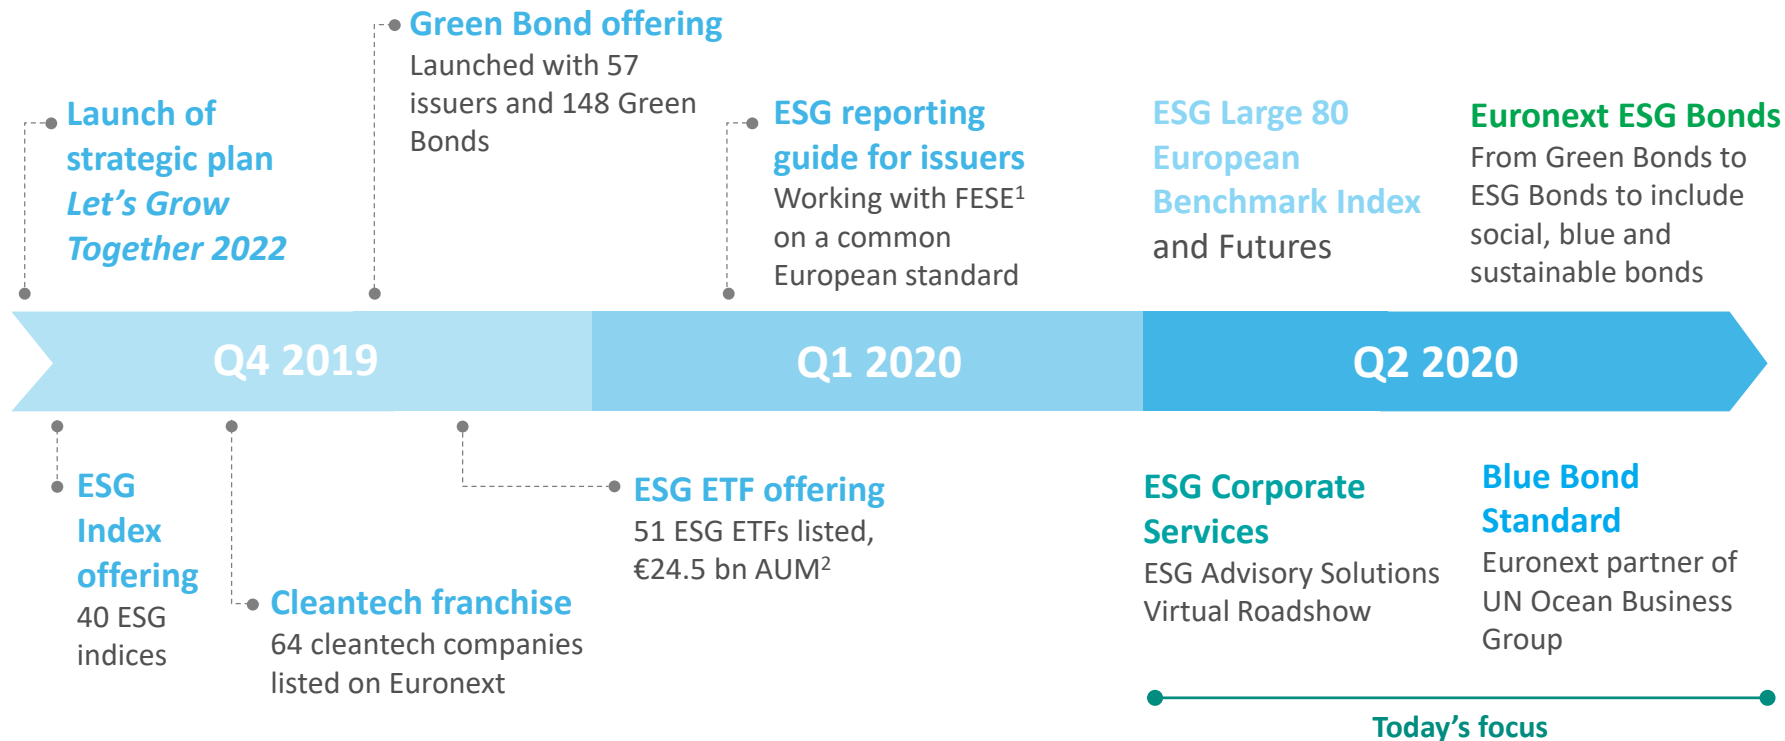 Green Bond offering
Launched with 57
issuers and 148 Green
Bonds
Launch of
strategic plan
Let's Grow
Together 2022
ESG reporting
guide for issuers
Working with FESE¹
on a common
European standard
ESG Large 80
European
Benchmark Index
and Futures
Euronext ESG Bonds
From Green Bonds to
ESG Bonds to include
social, blue and
sustainable bonds
Q4 2019
Q1 2020
Q2 2020
ESG
Index
offering
40 ESG
indices
Cleantech franchise
64 cleantech companies
listed on Euronext
ESG ETF offering
51 ESG ETFs listed,
€24.5 bn AUM²
ESG Corporate
Services
ESG Advisory Solutions
Virtual Roadshow
Blue Bond
Standard
Euronext partner of
UN Ocean Business
Group
Today's focus